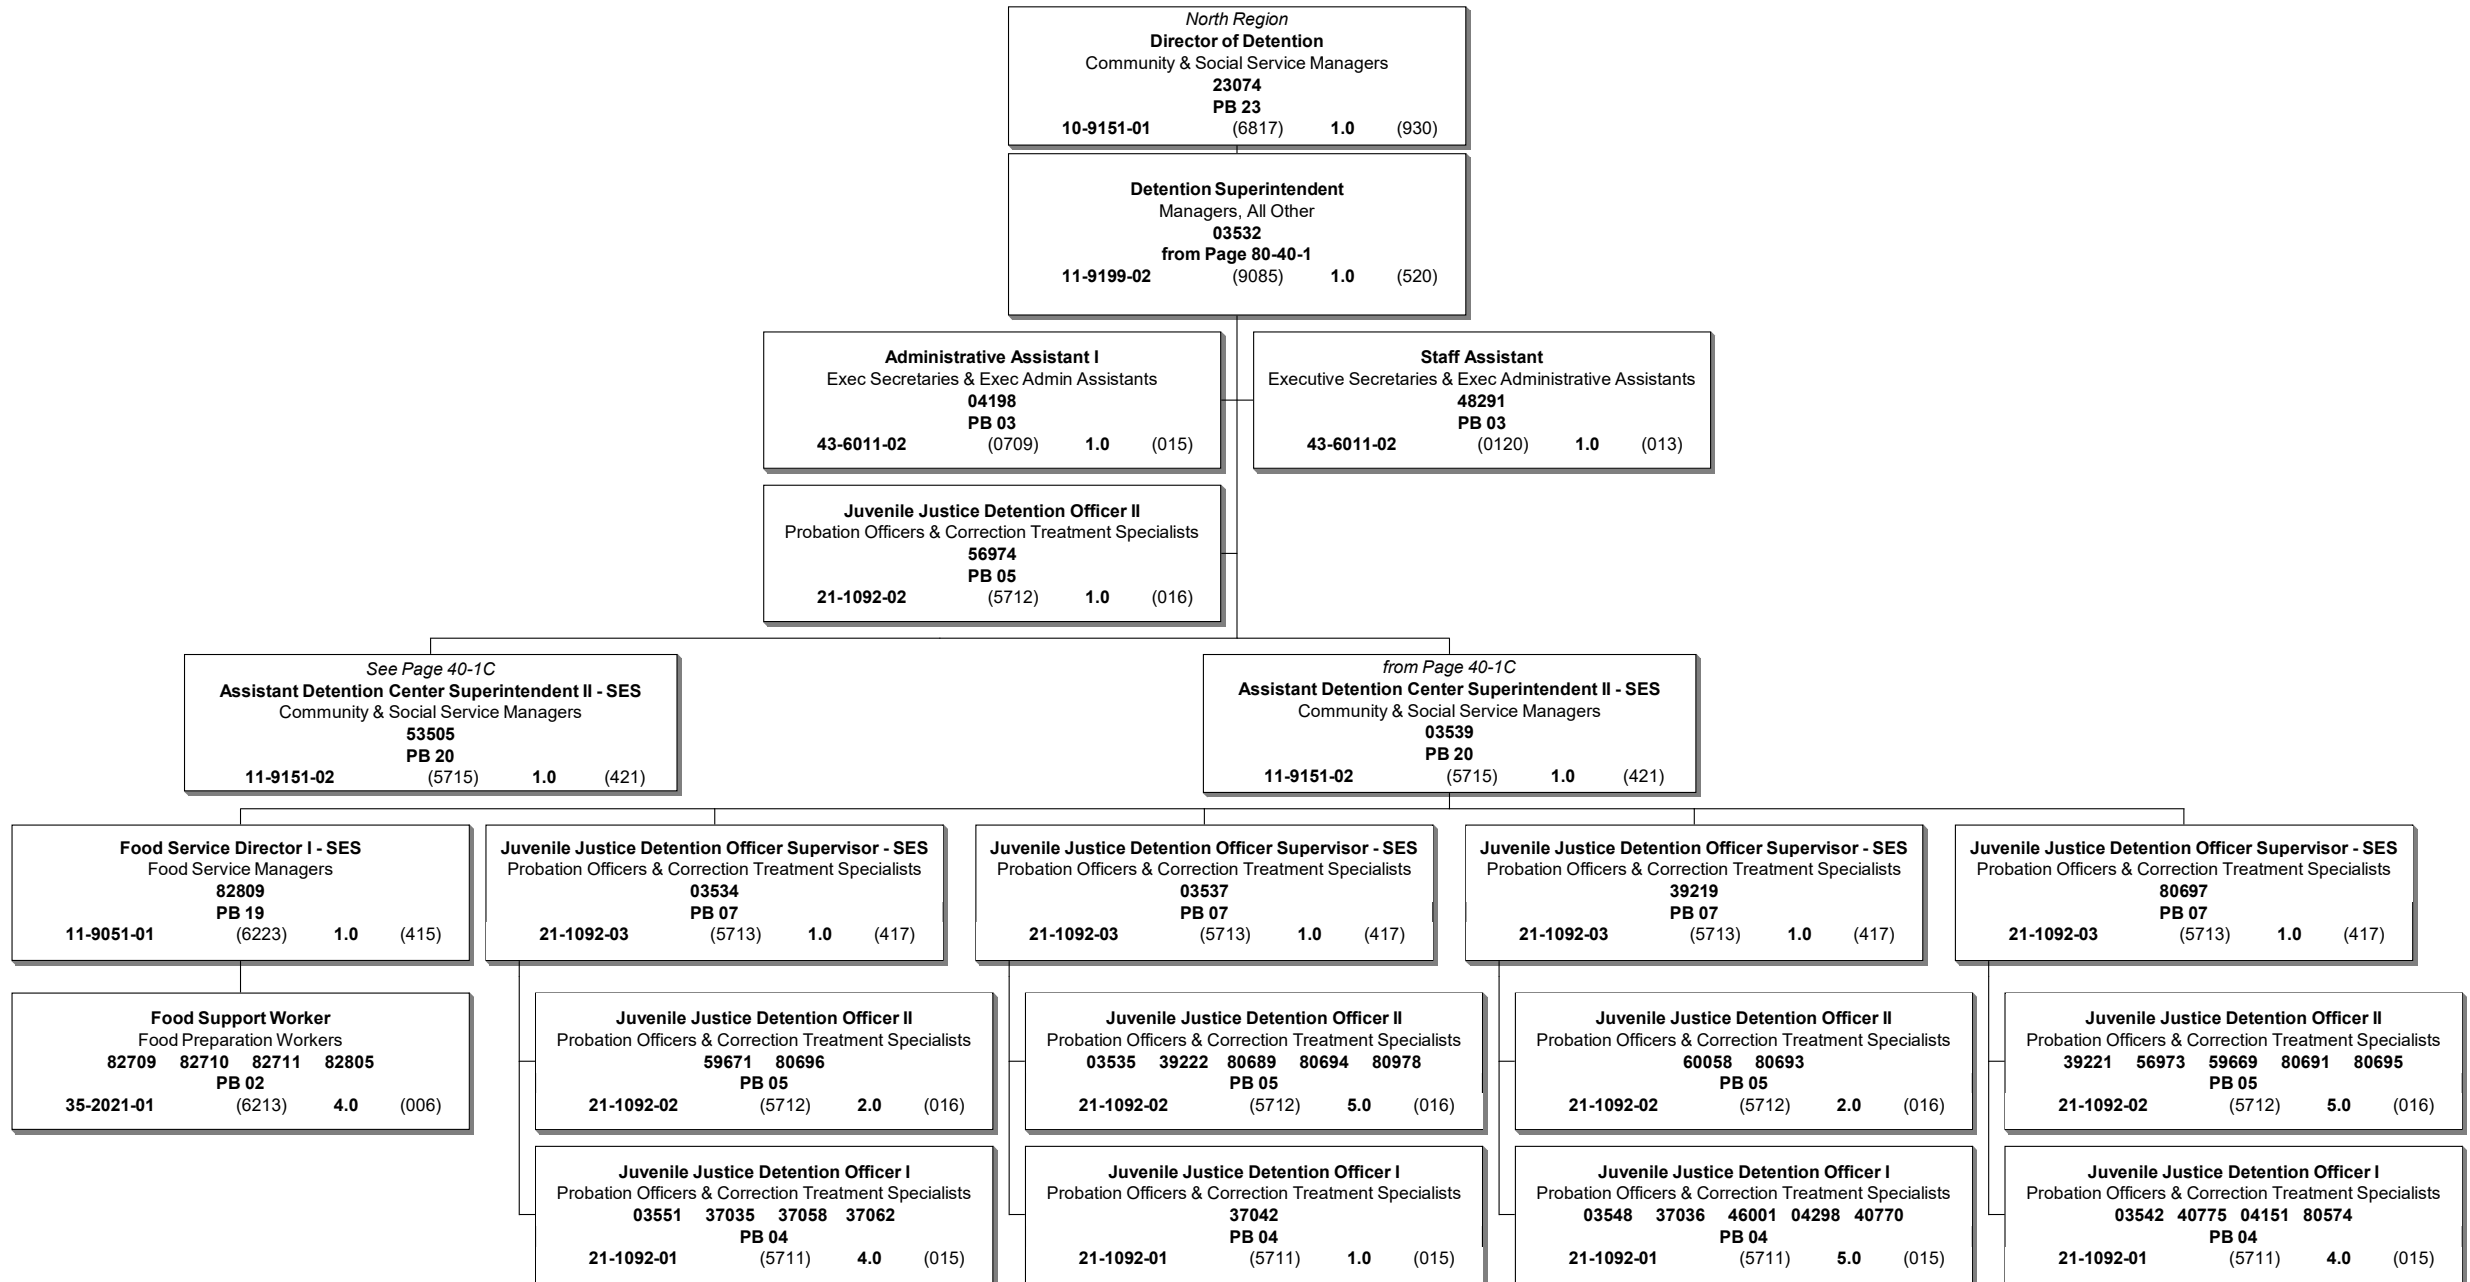 North Region
Director of Detention
Community & Social Service Managers
23074
PB 23
10-9151-01 (6817) 1.0 (930)
Detention Superintendent
Managers, All Other
03532
from Page 80-40-1
11-9199-02 (9085) 1.0 (520)
Administrative Assistant I
Exec Secretaries & Exec Admin Assistants
04198
PB 03
43-6011-02 (0709) 1.0 (015)
Staff Assistant
Executive Secretaries & Exec Administrative Assistants
48291
PB 03
43-6011-02 (0120) 1.0 (013)
Juvenile Justice Detention Officer II
Probation Officers & Correction Treatment Specialists
56974
PB 05
21-1092-02 (5712) 1.0 (016)
See Page 40-1C
Assistant Detention Center Superintendent II - SES
Community & Social Service Managers
53505
PB 20
11-9151-02 (5715) 1.0 (421)
from Page 40-1C
Assistant Detention Center Superintendent II - SES
Community & Social Service Managers
03539
PB 20
11-9151-02 (5715) 1.0 (421)
Food Service Director I - SES
Food Service Managers
82809
PB 19
11-9051-01 (6223) 1.0 (415)
Juvenile Justice Detention Officer Supervisor - SES
Probation Officers & Correction Treatment Specialists
03534
PB 07
21-1092-03 (5713) 1.0 (417)
Juvenile Justice Detention Officer Supervisor - SES
Probation Officers & Correction Treatment Specialists
03537
PB 07
21-1092-03 (5713) 1.0 (417)
Juvenile Justice Detention Officer Supervisor - SES
Probation Officers & Correction Treatment Specialists
39219
PB 07
21-1092-03 (5713) 1.0 (417)
Juvenile Justice Detention Officer Supervisor - SES
Probation Officers & Correction Treatment Specialists
80697
PB 07
21-1092-03 (5713) 1.0 (417)
Food Support Worker
Food Preparation Workers
82709 82710 82711 82805
PB 02
35-2021-01 (6213) 4.0 (006)
Juvenile Justice Detention Officer II
Probation Officers & Correction Treatment Specialists
59671 80696
PB 05
21-1092-02 (5712) 2.0 (016)
Juvenile Justice Detention Officer II
Probation Officers & Correction Treatment Specialists
03535 39222 80689 80694 80978
PB 05
21-1092-02 (5712) 5.0 (016)
Juvenile Justice Detention Officer II
Probation Officers & Correction Treatment Specialists
60058 80693
PB 05
21-1092-02 (5712) 2.0 (016)
Juvenile Justice Detention Officer II
Probation Officers & Correction Treatment Specialists
39221 56973 59669 80691 80695
PB 05
21-1092-02 (5712) 5.0 (016)
Juvenile Justice Detention Officer I
Probation Officers & Correction Treatment Specialists
03551 37035 37058 37062
PB 04
21-1092-01 (5711) 4.0 (015)
Juvenile Justice Detention Officer I
Probation Officers & Correction Treatment Specialists
37042
PB 04
21-1092-01 (5711) 1.0 (015)
Juvenile Justice Detention Officer I
Probation Officers & Correction Treatment Specialists
03548 37036 46001 04298 40770
PB 04
21-1092-01 (5711) 5.0 (015)
Juvenile Justice Detention Officer I
Probation Officers & Correction Treatment Specialists
03542 40775 04151 80574
PB 04
21-1092-01 (5711) 4.0 (015)